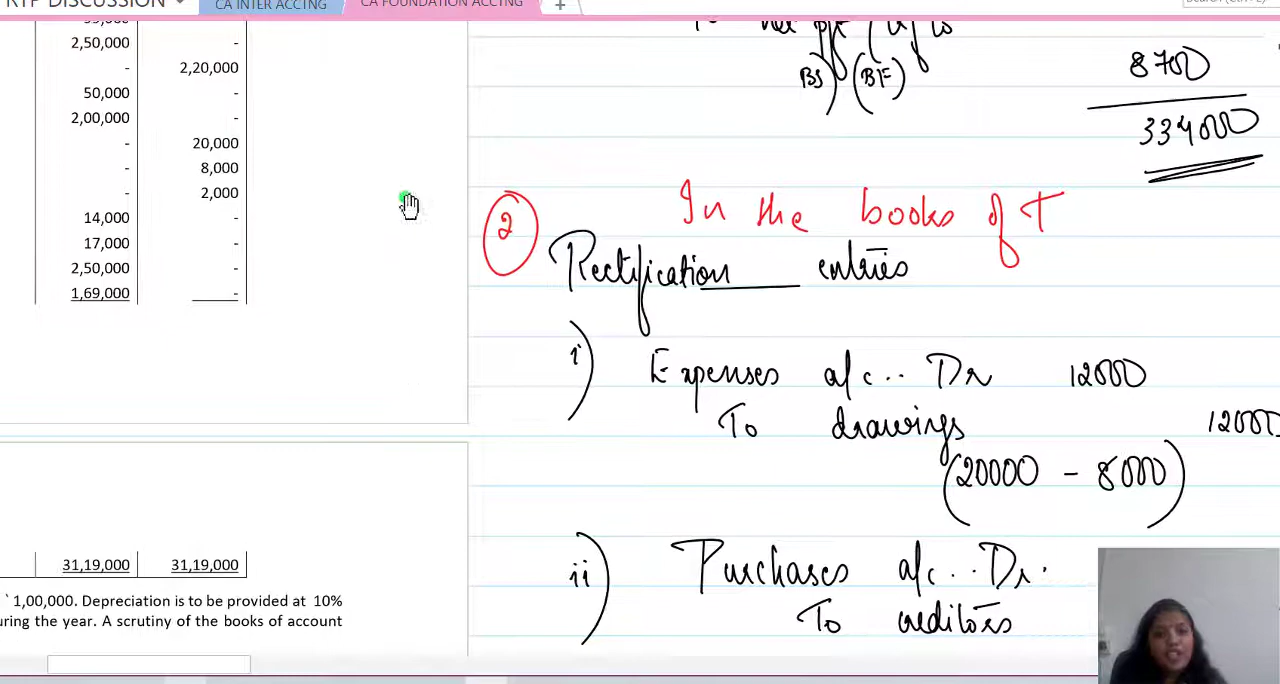 RTP DISCUSSION
CA INTER ACCTNG
CA FOUNDATION ACCTNG
+
2,50,000 -
- 2,20,000
50,000 -
2,00,000 -
- 20,000
- 8,000
- 2,000
14,000 -
17,000 -
2,50,000 -
1,69,000 -
31,19,000 31,19,000
` 1,00,000. Depreciation is to be provided at 10%
uring the year. A scrutiny of the books of account
BS) (BF)
8700
334000
2 In the books of T
Rectification entries
i) Expenses a/c.. Dr 12000
To drawings 12000
(20000 - 8000)
ii) Purchases a/c.. Dr.
To creditors